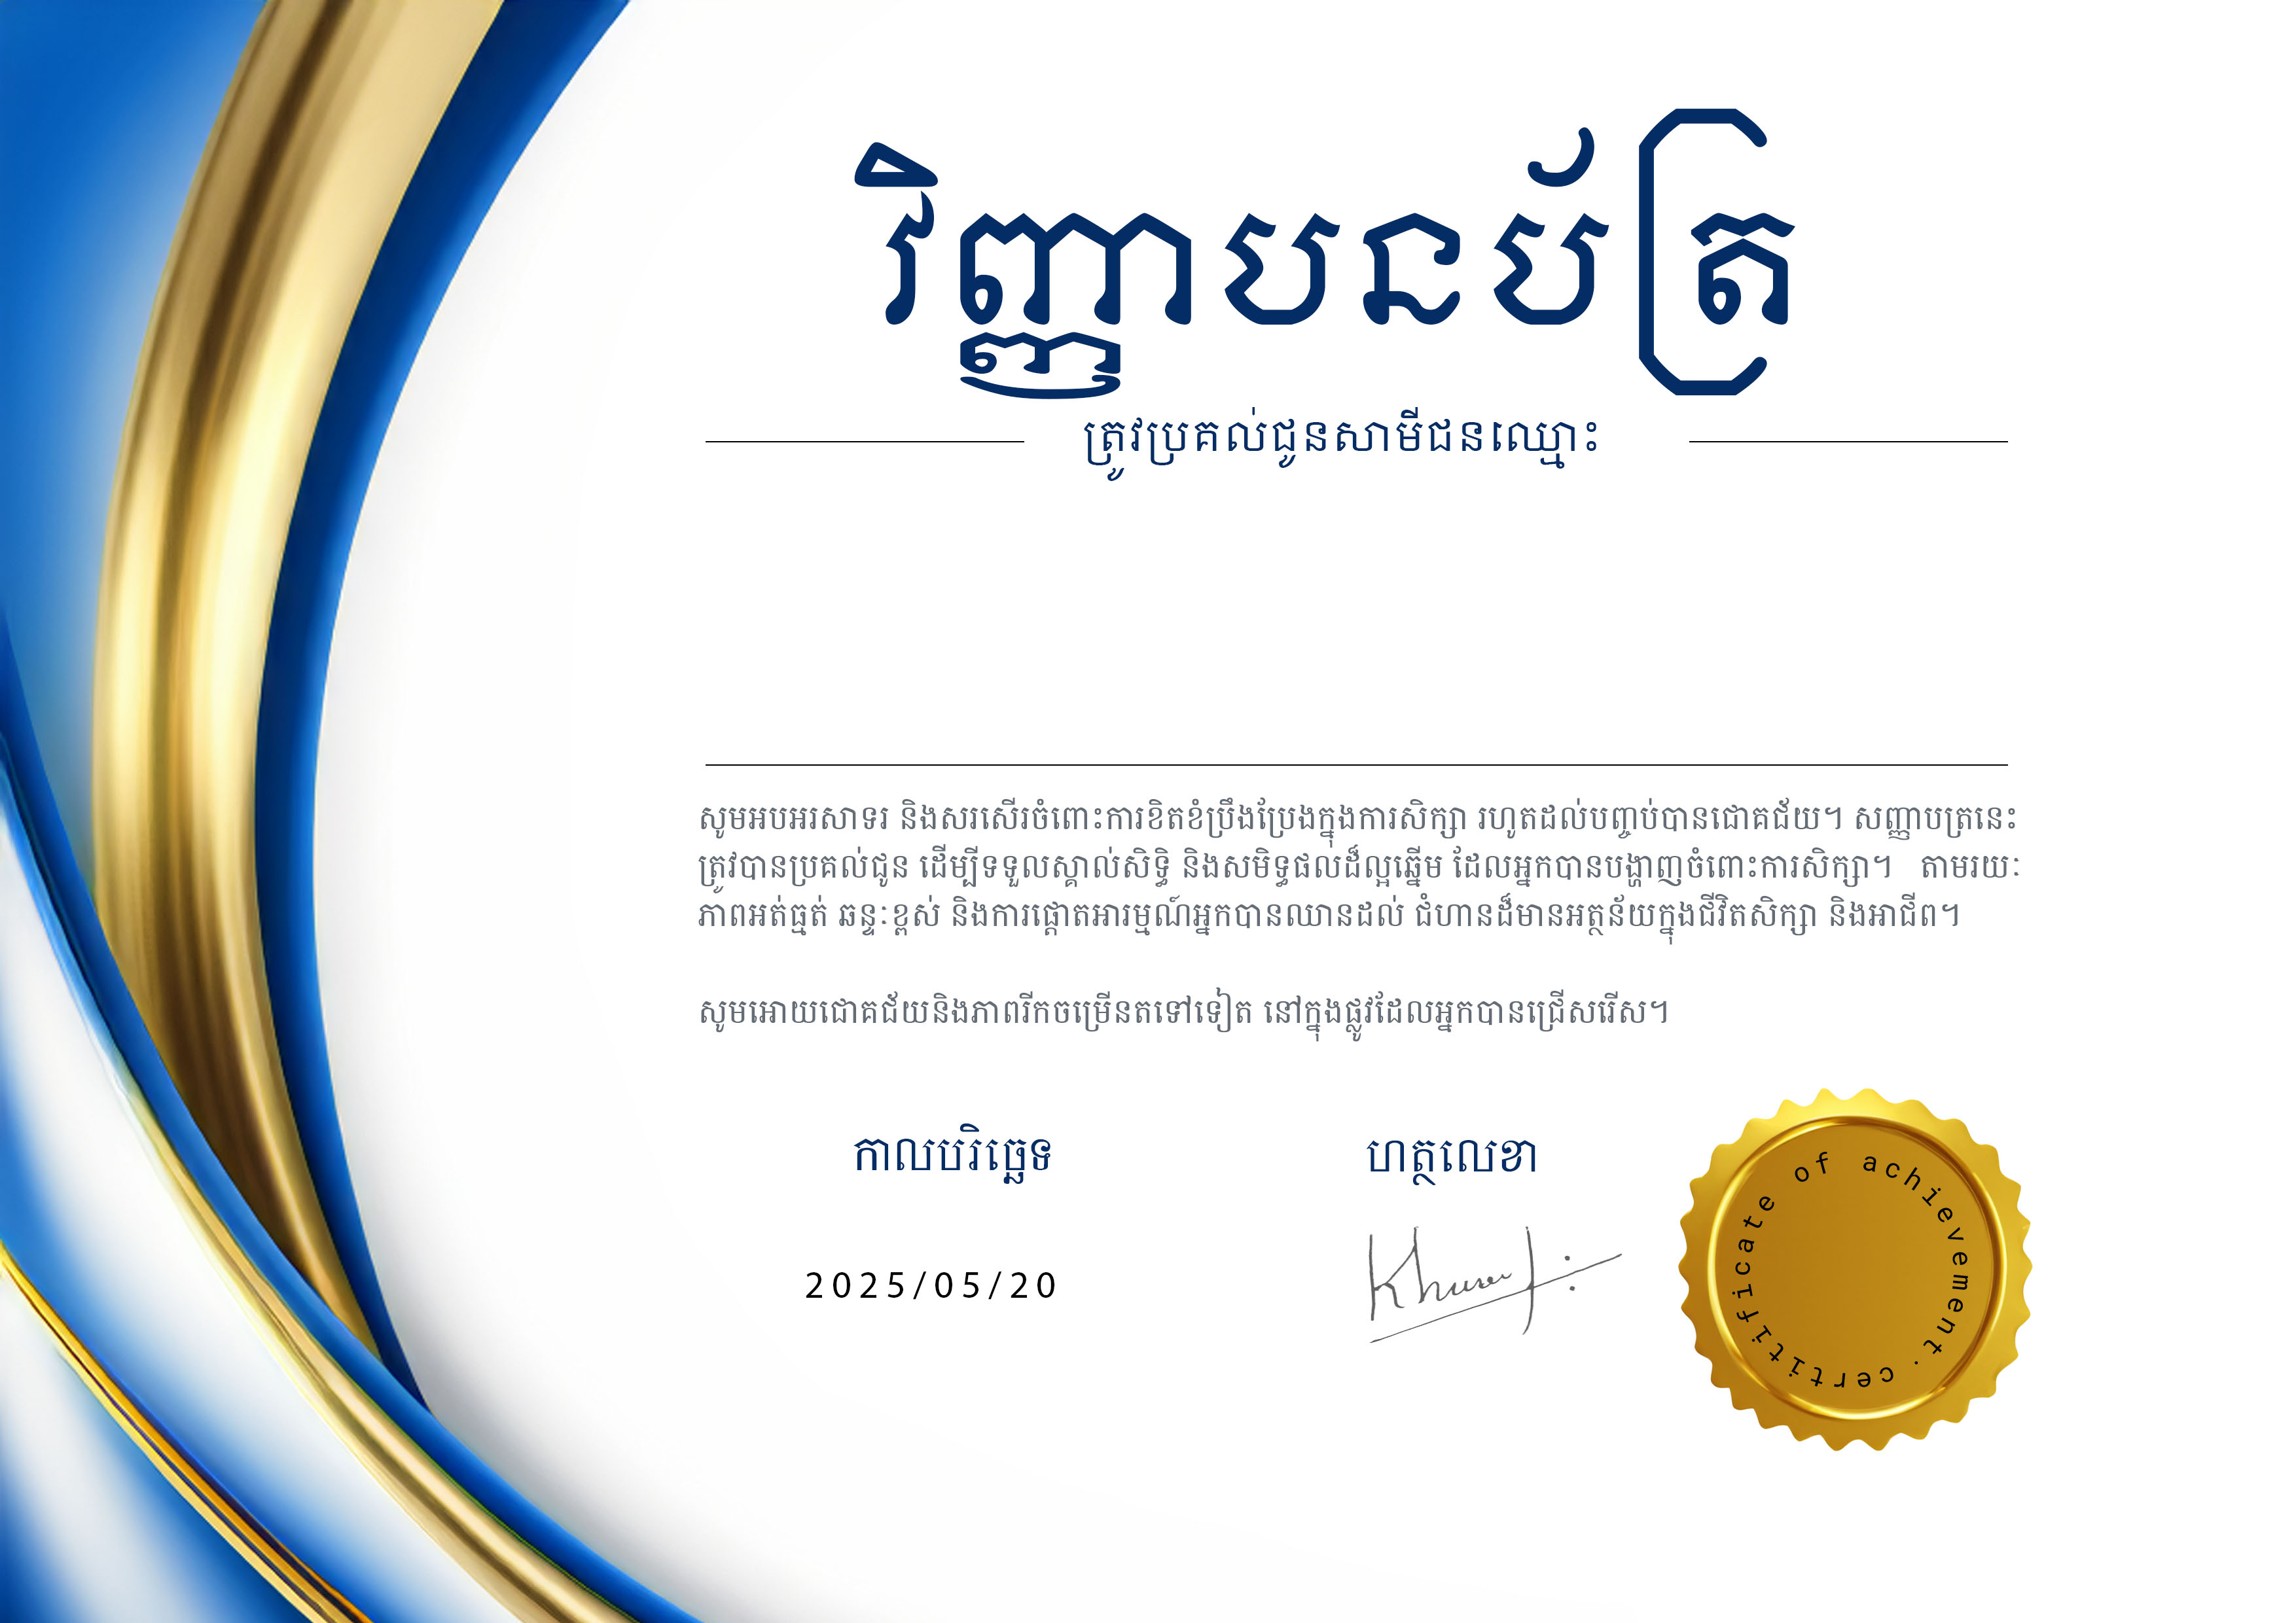 វិញ្ញាបនប័ត្រ
ត្រូវប្រគល់ជូនសាមីជនឈ្មោះ
សូមអបអរសាទរ និងសរសើរចំពោះការខិតខំប្រឹងប្រែងក្នុងការសិក្សា រហូតដល់បញ្ចប់បានជោគជ័យ។ សញ្ញាបត្រនេះ
ត្រូវបានប្រគល់ជូន ដើម្បីទទួលស្គាល់សិទ្ធិ និងសមិទ្ធផលដ៏ល្អឆ្នើម ដែលអ្នកបានបង្ហាញចំពោះការសិក្សា។ តាមរយៈ
ភាពអត់ធ្មត់ ឆន្ទៈខ្ពស់ និងការផ្តោតអារម្មណ៍អ្នកបានឈានដល់ ជំហានដ៏មានអត្ថន័យក្នុងជីវិតសិក្សា និងអាជីព។
សូមអោយជោគជ័យនិងភាពរីកចម្រើនតទៅទៀត នៅក្នុងផ្លូវដែលអ្នកបានជ្រើសរើស។
កាលបរិច្ឆេទ
ហត្ថលេខា
2025/05/20
certitificate of achievement.